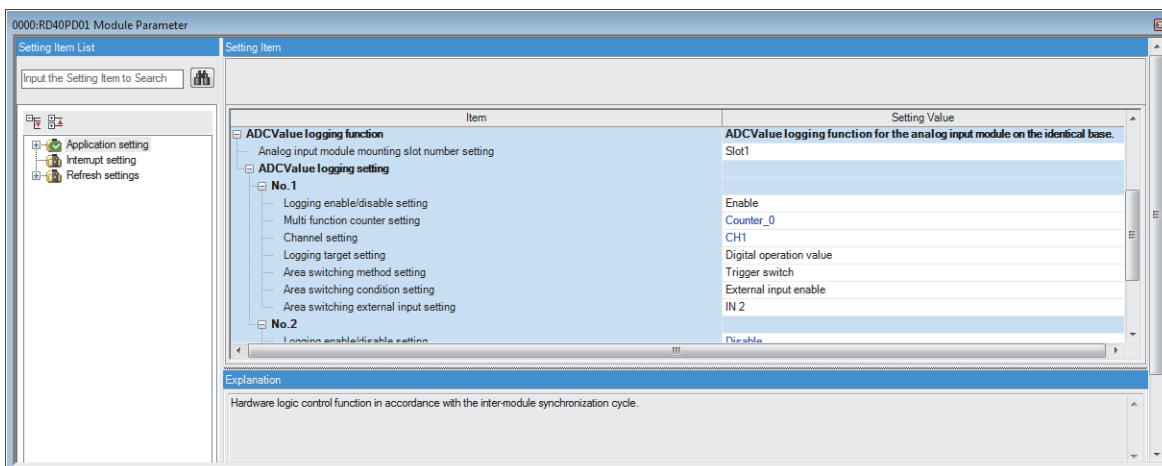 0000:RD40PD01 Module Parameter
Setting Item List
Input the Setting Item to Search
Application setting
Interrupt setting
Refresh settings
Setting Item
Item Setting Value
ADCValue logging function ADCValue logging function for the analog input module on the identical base.
Analog input module mounting slot number setting Slot1
ADCValue logging setting
No.1
Logging enable/disable setting Enable
Multi function counter setting Counter_0
Channel setting CH1
Logging target setting Digital operation value
Area switching method setting Trigger switch
Area switching condition setting External input enable
Area switching external input setting IN 2
No.2
Logging enable/disable setting Disable
Explanation
Hardware logic control function in accordance with the inter-module synchronization cycle.